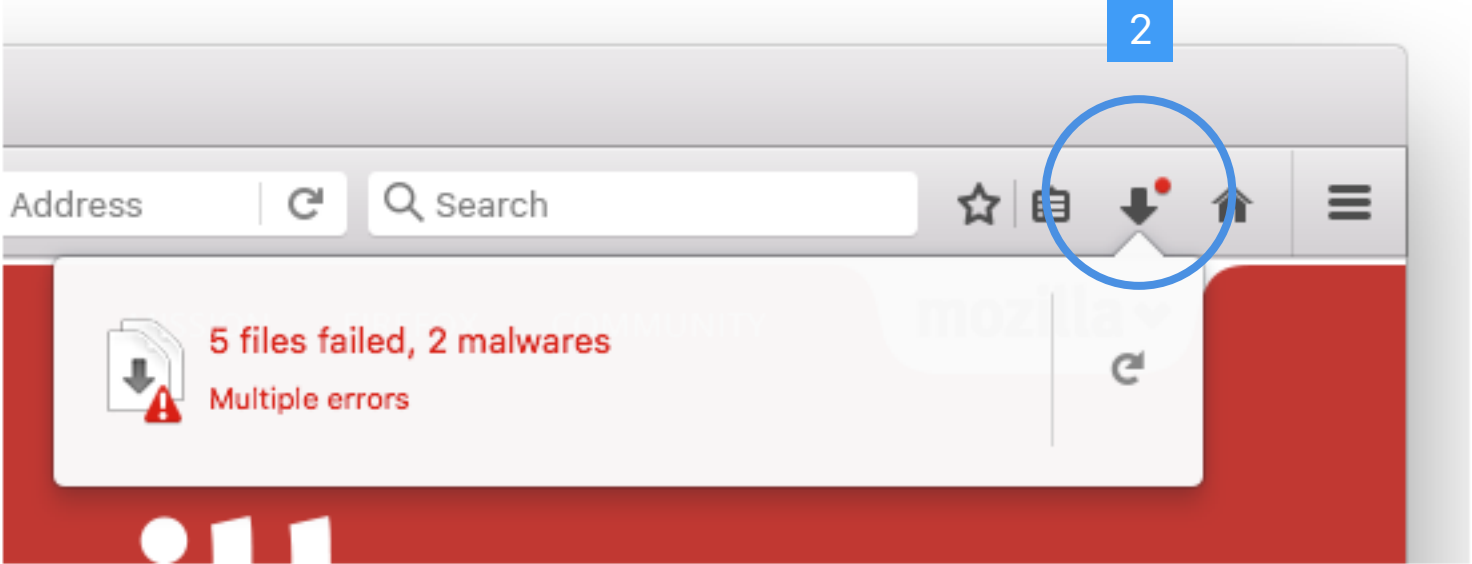 2
Address
Search
mozilla
5 files failed, 2 malwares
Multiple errors